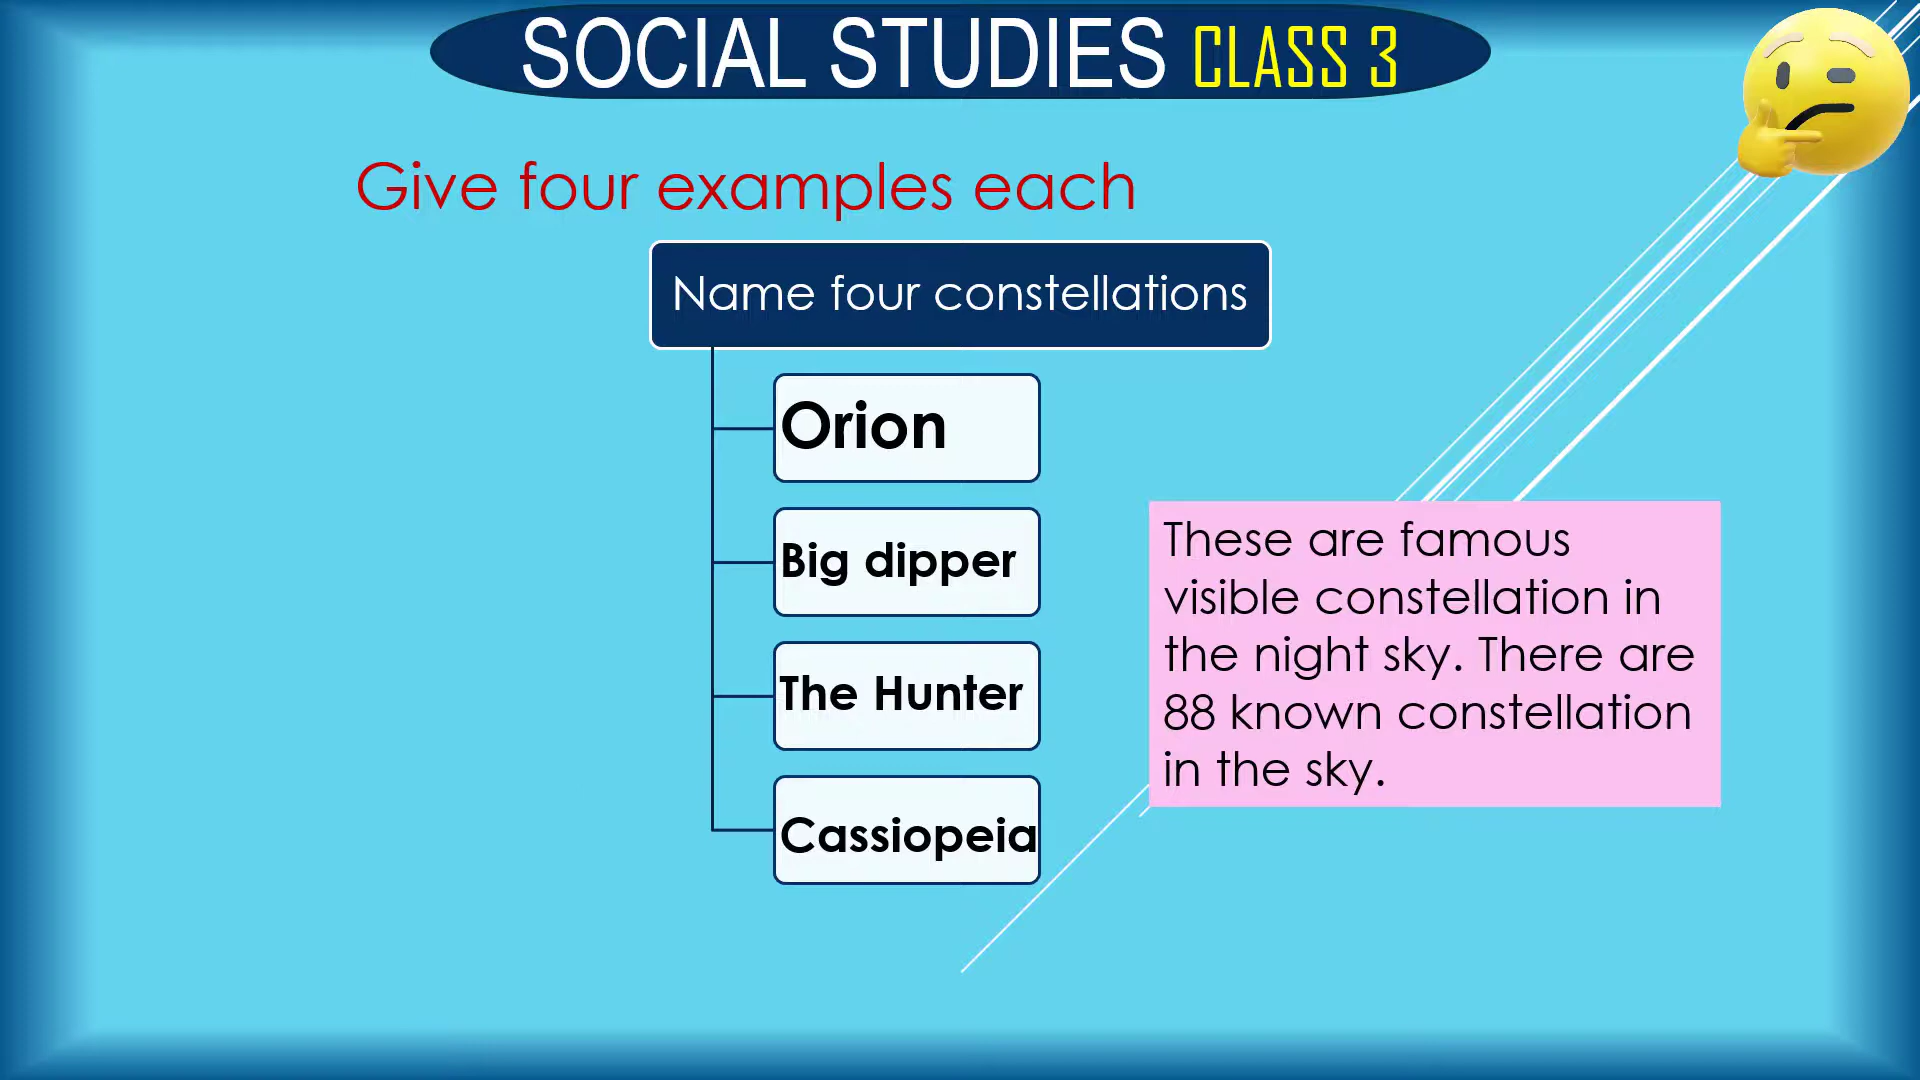 SOCIAL STUDIES CLASS 3
Give four examples each
Name four constellations
Orion
Big dipper
The Hunter
Cassiopeia
These are famous
visible constellation in
the night sky. There are
88 known constellation
in the sky.